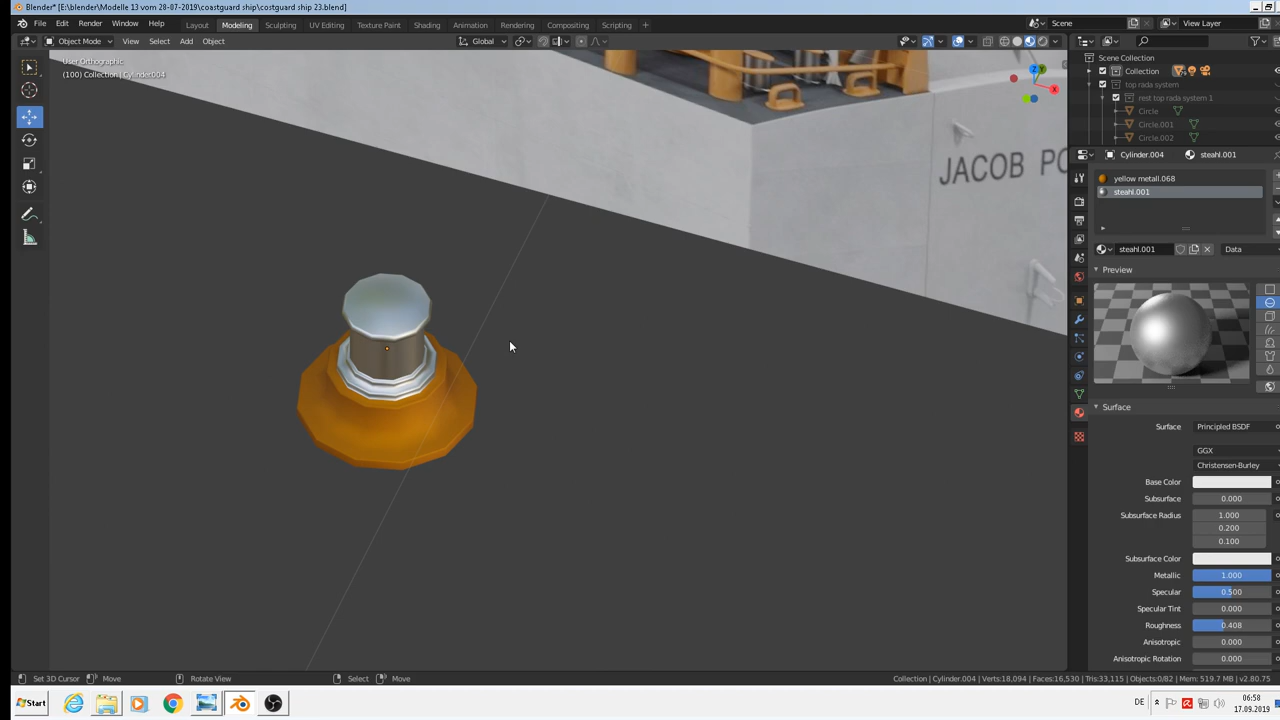 Blender* [E:\blender\Modelle 13 vom 28-07-2019\coastguard ship\costguard ship 23.blend]
File Edit Render Window Help Layout Modeling Sculpting UV Editing Texture Paint Shading Animation Rendering Compositing Scripting + Scene View Layer
Object Mode View Select Add Object Global
User Orthographic
(100) Collection | Cylinder.004
Z Y X
JACOB PO
Scene Collection
Collection
top rada system
rest top rada system 1
Circle
Circle.001
Circle.002
Cylinder.004 steahl.001
yellow metall.068
steahl.001
steahl.001 Data
Preview
Surface
Surface Principled BSDF
GGX
Christensen-Burley
Base Color
Subsurface 0.000
Subsurface Radius 1.000
0.200
0.100
Subsurface Color
Metallic 1.000
Specular 0.500
Specular Tint 0.000
Roughness 0.408
Anisotropic 0.000
Anisotropic Rotation 0.000
Set 3D Cursor Move Rotate View Select Move Collection | Cylinder.004 | Verts:18,094 | Faces:16,530 | Tris:33,115 | Objects:0/82 | Mem: 519.7 MB | v2.80.75
Start DE 06:58
17.09.2019